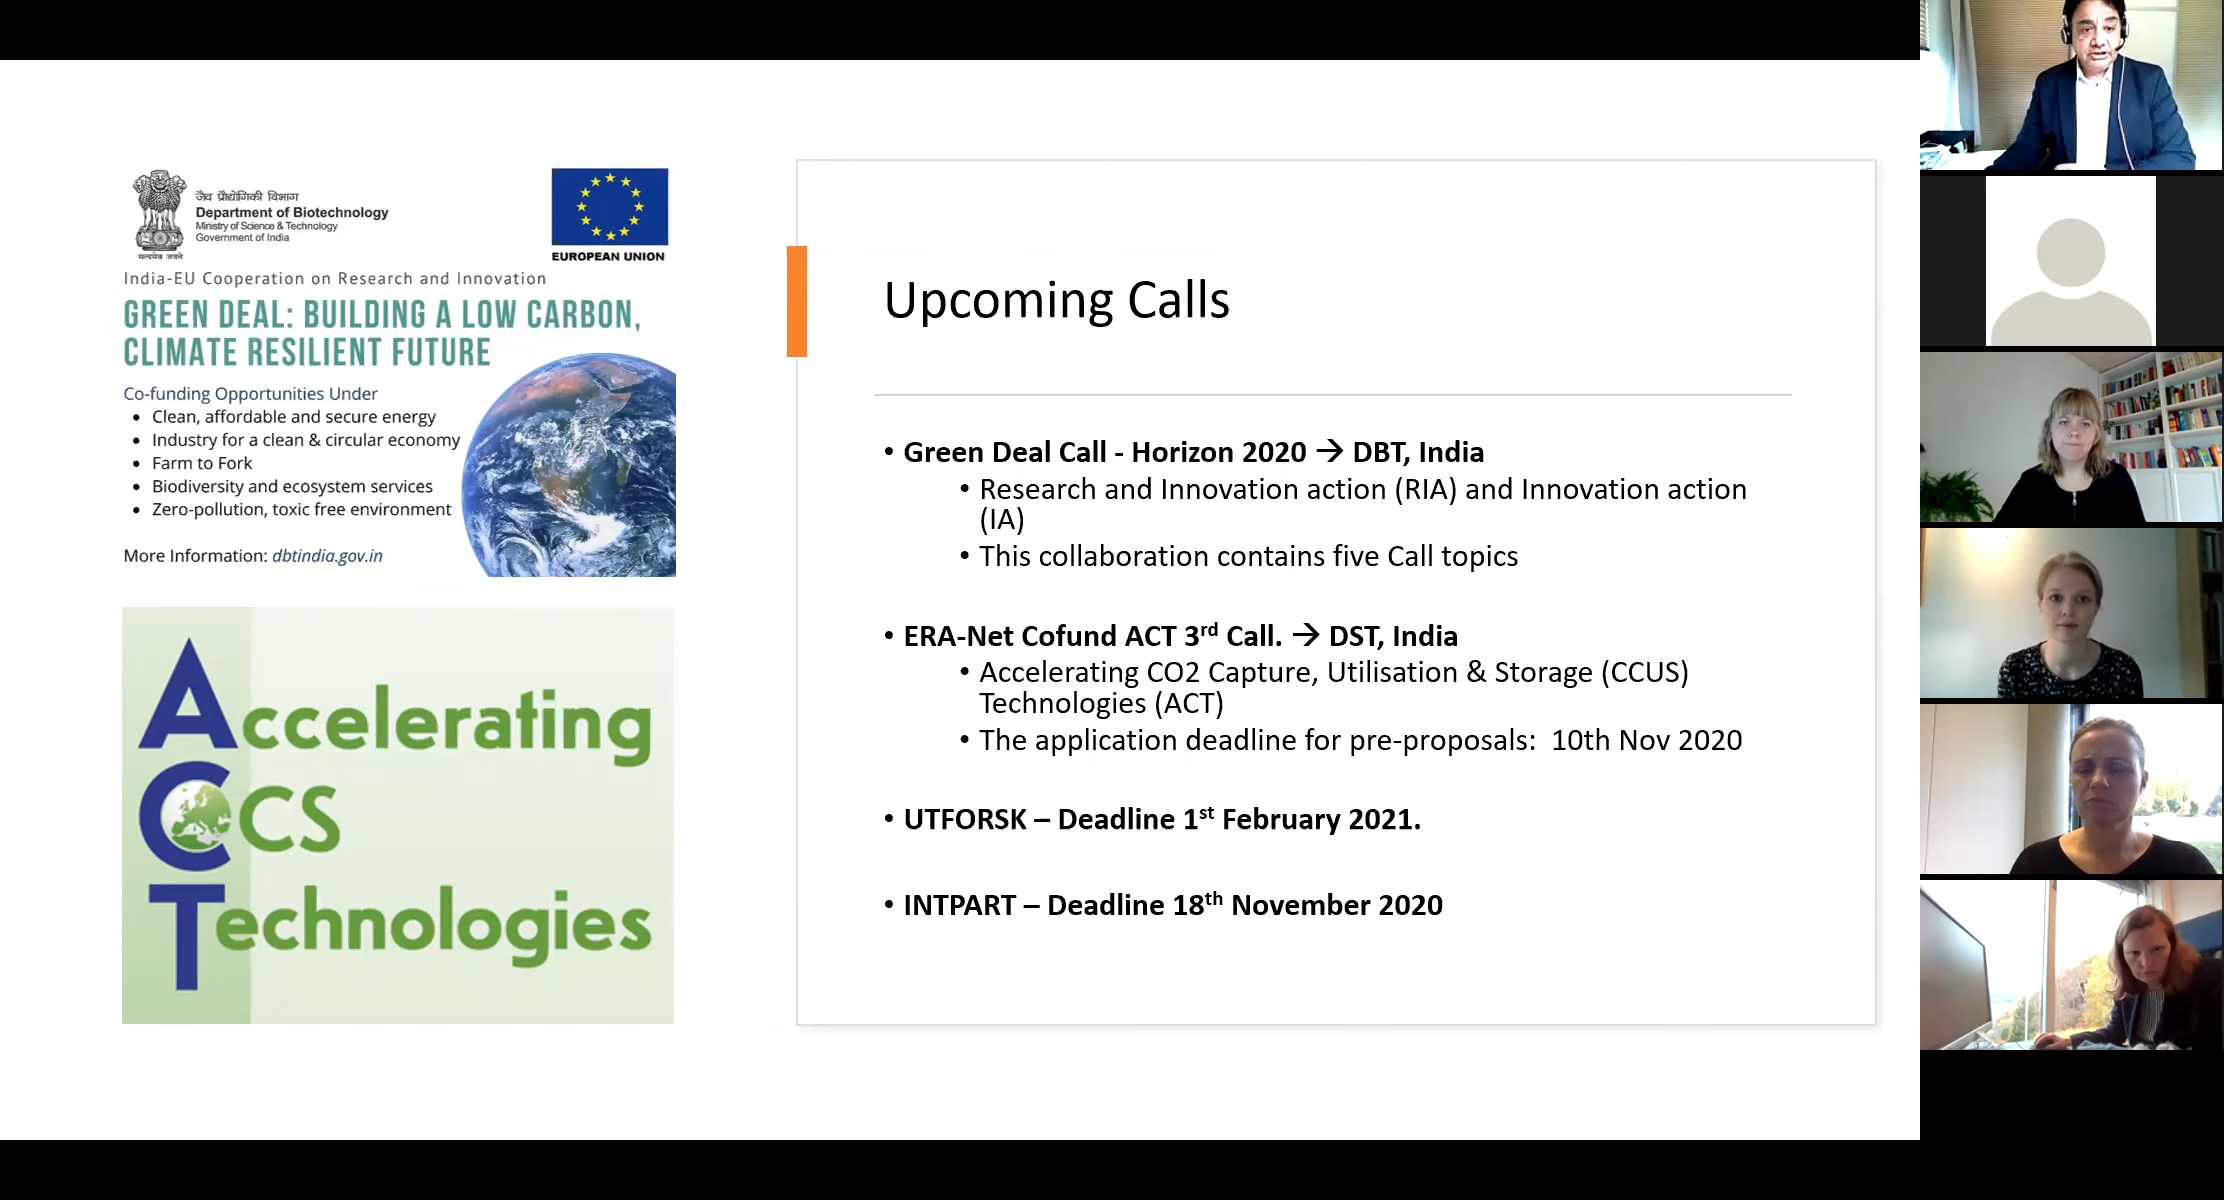 जैव प्रौद्योगिकी विभाग
Department of Biotechnology
Ministry of Science & Technology
Government of India
सत्यमेव जयते
EUROPEAN UNION
India-EU Cooperation on Research and Innovation
GREEN DEAL: BUILDING A LOW CARBON,
CLIMATE RESILIENT FUTURE
Co-funding Opportunities Under
• Clean, affordable and secure energy
• Industry for a clean & circular economy
• Farm to Fork
• Biodiversity and ecosystem services
• Zero-pollution, toxic free environment
More Information: dbtindia.gov.in
Accelerating
CCS
Technologies
Upcoming Calls
• Green Deal Call - Horizon 2020 → DBT, India
• Research and Innovation action (RIA) and Innovation action
(IA)
• This collaboration contains five Call topics
• ERA-Net Cofund ACT 3rd Call. → DST, India
• Accelerating CO2 Capture, Utilisation & Storage (CCUS)
Technologies (ACT)
• The application deadline for pre-proposals: 10th Nov 2020
• UTFORSK – Deadline 1st February 2021.
• INTPART – Deadline 18th November 2020